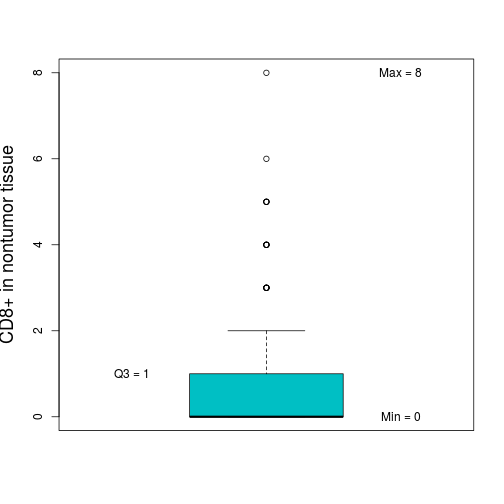 CD8+ in nontumor tissue
8
6
4
2
0
Max = 8
Q3 = 1
Min = 0